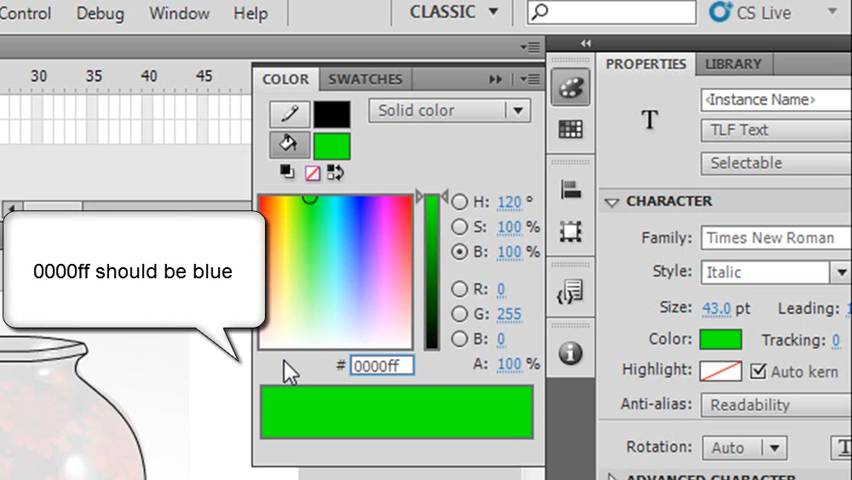 Control Debug Window Help CLASSIC CS Live
30 35 40 45
COLOR SWATCHES
Solid color
H: 120 °
S: 100 %
B: 100 %
R: 0
G: 255
B: 0
# 0000ff A: 100 %
0000ff should be blue
PROPERTIES LIBRARY
T <Instance Name>
TLF Text
Selectable
CHARACTER
Family: Times New Roman
Style: Italic
Size: 43.0 pt Leading:
Color: Tracking: 0
Highlight: Auto kern
Anti-alias: Readability
Rotation: Auto T
ADVANCED CHARACTER